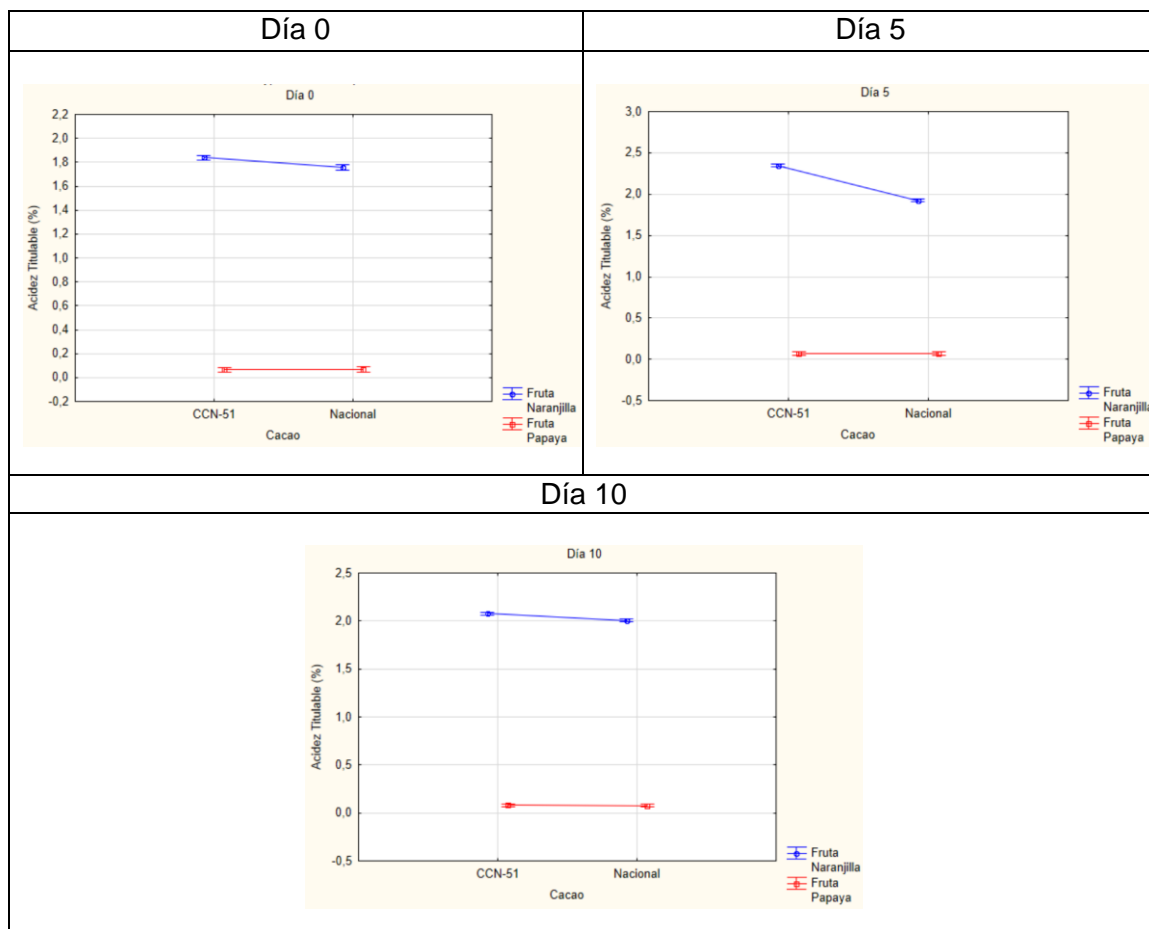 Día 0
Día 5
Día 0
2,2
2,0
1,8
1,6
1,4
1,2
1,0
0,8
0,6
0,4
0,2
0,0
-0,2
Acidez Titulable (%)
CCN-51 Nacional
Cacao
Fruta
Naranjilla
Fruta
Papaya
Día 5
3,0
2,5
2,0
1,5
1,0
0,5
0,0
-0,5
Acidez Titulable (%)
CCN-51 Nacional
Cacao
Fruta
Naranjilla
Fruta
Papaya
Día 10
Día 10
2,5
2,0
1,5
1,0
0,5
0,0
-0,5
Acidez Titulable (%)
CCN-51 Nacional
Cacao
Fruta
Naranjilla
Fruta
Papaya